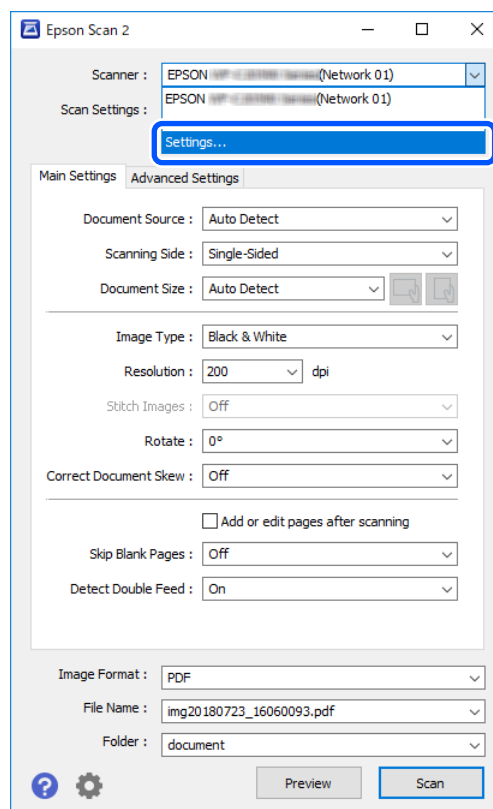 Epson Scan 2
Scanner : EPSON (Network 01)
EPSON (Network 01)
Scan Settings :
Settings...
Main Settings Advanced Settings
Document Source : Auto Detect
Scanning Side : Single-Sided
Document Size : Auto Detect
Image Type : Black & White
Resolution : 200 dpi
Stitch Images : Off
Rotate : 0°
Correct Document Skew : Off
Add or edit pages after scanning
Skip Blank Pages : Off
Detect Double Feed : On
Image Format : PDF
File Name : img20180723_16060093.pdf
Folder : document
? Preview Scan